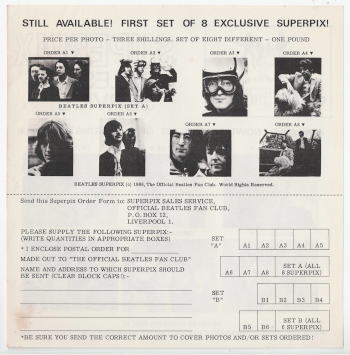 STILL AVAILABLE! FIRST SET OF 8 EXCLUSIVE SUPERPIX!
PRICE PER PHOTO - THREE SHILLINGS. SET OF EIGHT DIFFERENT - ONE POUND
ORDER A1 ORDER A2 ORDER A3 ORDER A4
BEATLES SUPERPIX (SET A)
ORDER A5 ORDER A6 ORDER A7 ORDER A8
BEATLES SUPERPIX (c) 1968, The Official Beatles Fan Club. World Rights Reserved.
Send this Superpix Order Form to: SUPERPIX SALES SERVICE,
OFFICIAL BEATLES FAN CLUB,
P.O. BOX 12,
LIVERPOOL 1.
PLEASE SUPPLY THE FOLLOWING SUPERPIX:-
(WRITE QUANTITIES IN APPROPRIATE BOXES)
SET "A" A1 A2 A3 A4 A5
* I ENCLOSE POSTAL ORDER FOR
MADE OUT TO "THE OFFICIAL BEATLES FAN CLUB"
A6 A7 A8 SET A (ALL 8 SUPERPIX)
NAME AND ADDRESS TO WHICH SUPERPIX SHOULD
BE SENT (CLEAR BLOCK CAPS):-
SET "B" B1 B2 B3 B4
B5 B6 SET B (ALL 6 SUPERPIX)
*BE SURE YOU SEND THE CORRECT AMOUNT TO COVER PHOTOS AND/OR SETS ORDERED!